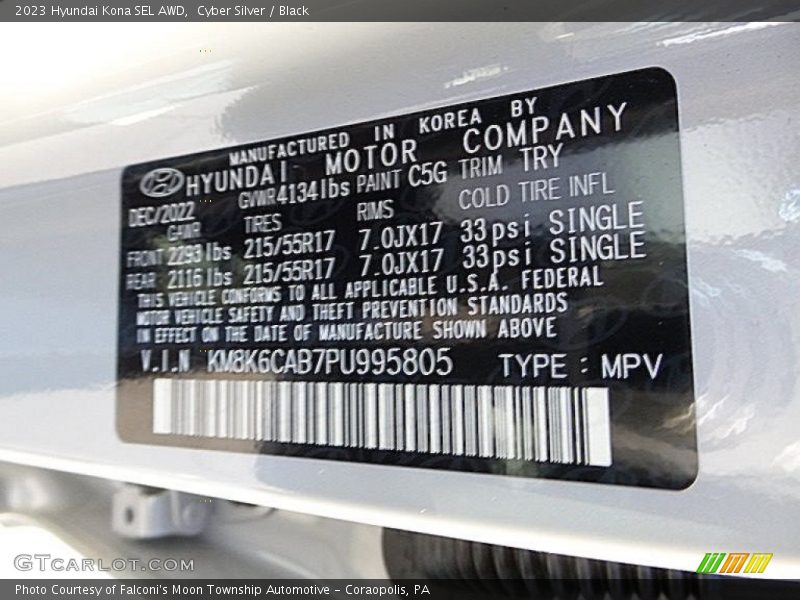 2023 Hyundai Kona SEL AWD,  Cyber Silver / Black
MANUFACTURED IN KOREA BY
HYUNDAI MOTOR COMPANY
DEC/2022 GVWR 4134 lbs PAINT C5G TRIM TRY
GAWR TIRES RIMS COLD TIRE INFL
FRONT 2293 lbs 215/55R17 7.0JX17 33psi SINGLE
REAR 2116 lbs 215/55R17 7.0JX17 33psi SINGLE
THIS VEHICLE CONFORMS TO ALL APPLICABLE U.S.A. FEDERAL
MOTOR VEHICLE SAFETY AND THEFT PREVENTION STANDARDS
IN EFFECT ON THE DATE OF MANUFACTURE SHOWN ABOVE
V.I.N KM8K6CAB7PU995805 TYPE : MPV
GTCARLOT.COM
Photo Courtesy of Falconi's Moon Township Automotive - Coraopolis, PA